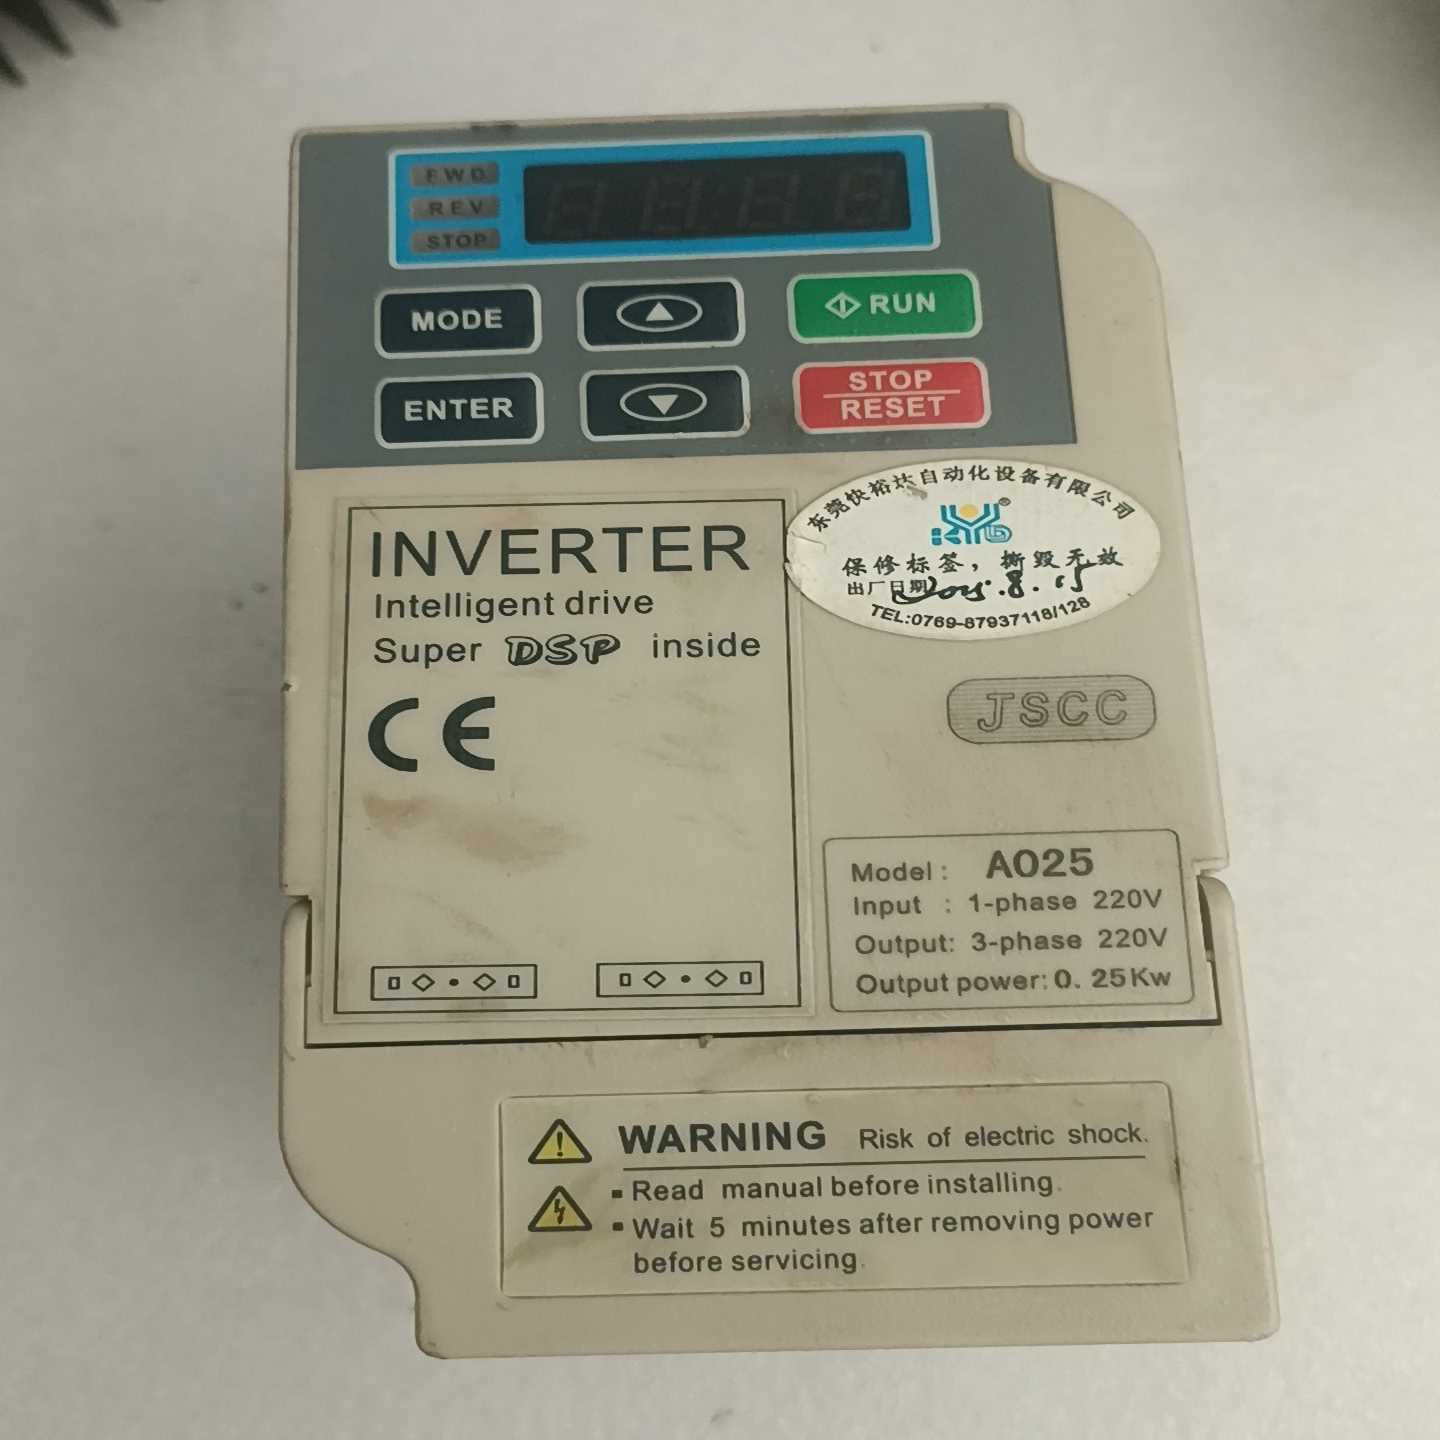 FWD
REV
STOP
MODE
RUN
ENTER
STOP
RESET
INVERTER
Intelligent drive
Super DSP inside
CE
东莞快裕达自动化设备有限公司
KYD
®
保修标签，撕毁无效
出厂日期
TEL:0769-87937118/128
JSCC
Model: A025
Input : 1-phase 220V
Output: 3-phase 220V
Output power: 0. 25Kw
WARNING Risk of electric shock.
Read manual before installing.
Wait 5 minutes after removing power
before servicing.